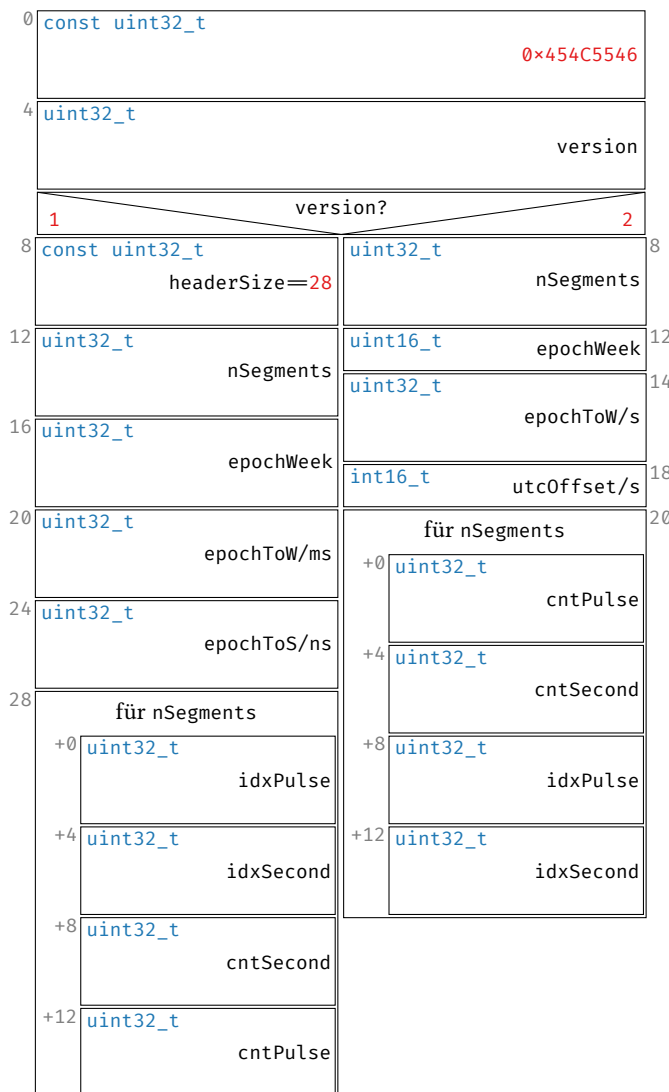 0
const uint32_t
0×454C5546
4
uint32_t
version
version?
1
2
8
const uint32_t
headerSize==28
12
uint32_t
nSegments
16
uint32_t
epochWeek
20
uint32_t
epochToW/ms
24
uint32_t
epochToS/ns
28
für nSegments
+0
uint32_t
idxPulse
+4
uint32_t
idxSecond
+8
uint32_t
cntSecond
+12
uint32_t
cntPulse
uint32_t
8
nSegments
uint16_t
12
epochWeek
uint32_t
14
epochToW/s
int16_t
18
utcOffset/s
20
für nSegments
+0
uint32_t
cntPulse
+4
uint32_t
cntSecond
+8
uint32_t
idxPulse
+12
uint32_t
idxSecond